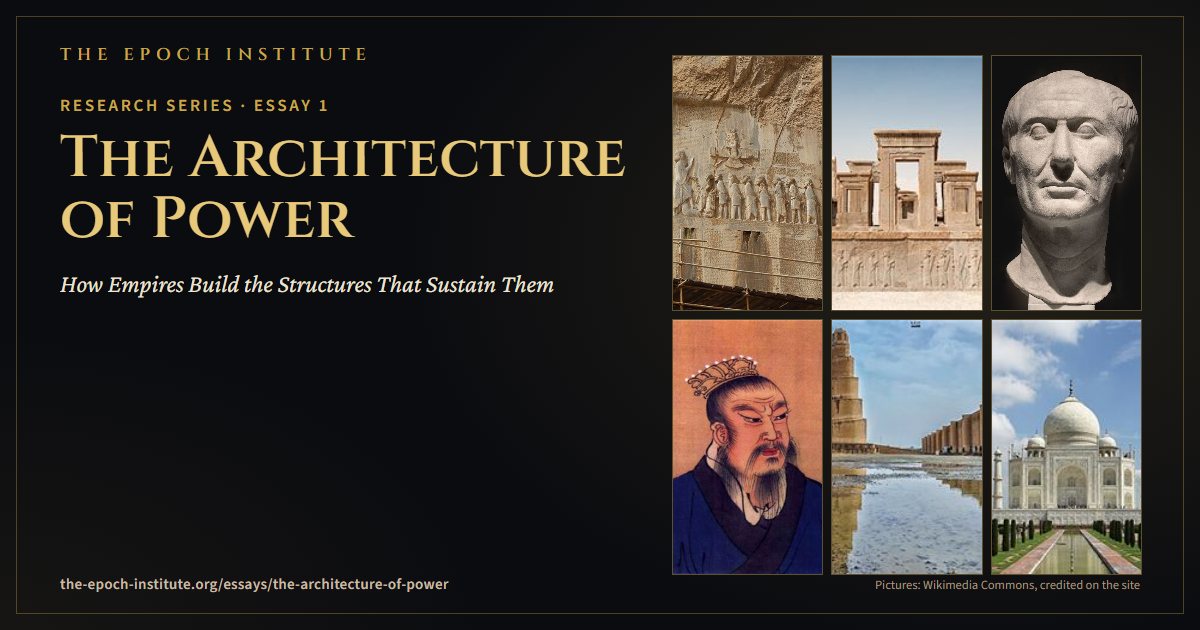 THE EPOCH INSTITUTE
RESEARCH SERIES · ESSAY 1
THE ARCHITECTURE
OF POWER
How Empires Build the Structures That Sustain Them
the-epoch-institute.org/essays/the-architecture-of-power
Pictures: Wikimedia Commons, credited on the site